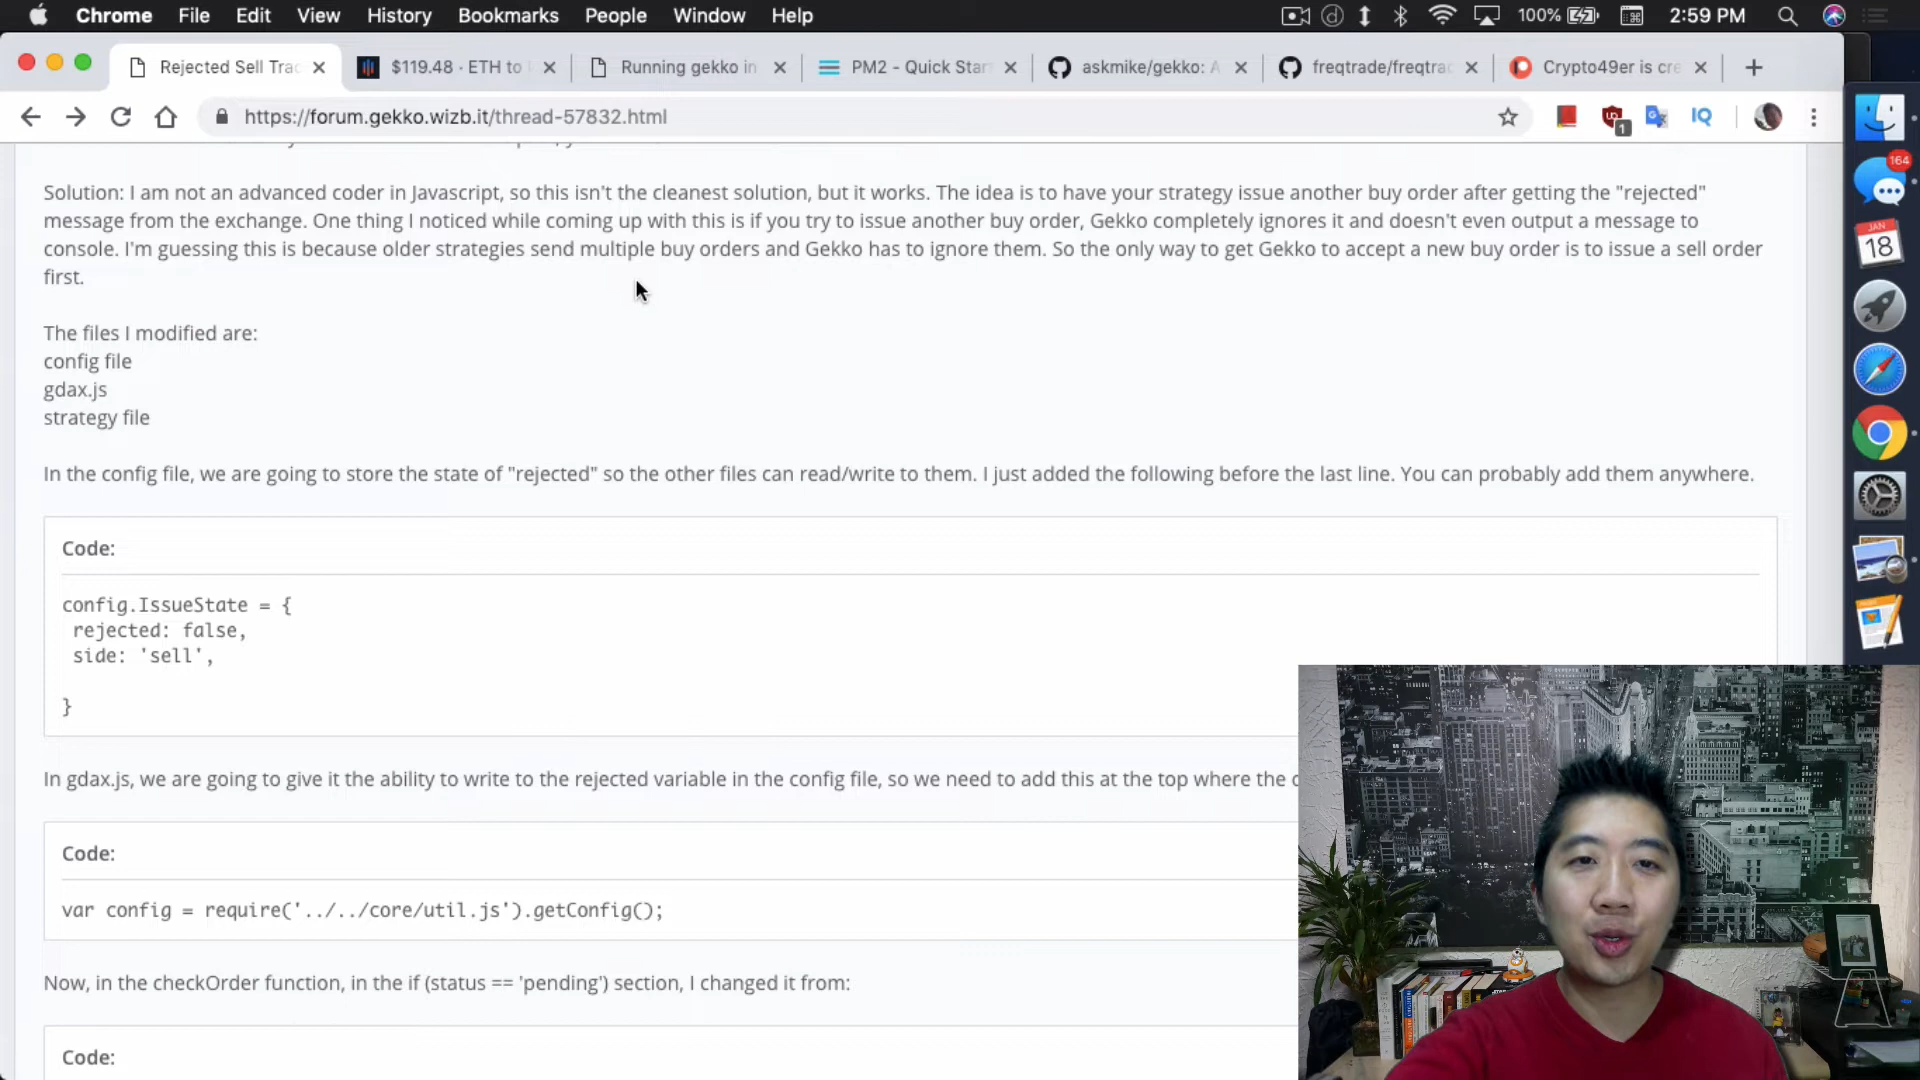 Chrome File Edit View History Bookmarks People Window Help 100% 2:59 PM
Rejected Sell Tra
$119.48 · ETH to
Running gekko in
PM2 - Quick Star
askmike/gekko: A
freqtrade/freqtra
Crypto49er is cre
https://forum.gekko.wizb.it/thread-57832.html
1
IQ
164
JAN
18
Solution: I am not an advanced coder in Javascript, so this isn't the cleanest solution, but it works. The idea is to have your strategy issue another buy order after getting the "rejected"
message from the exchange. One thing I noticed while coming up with this is if you try to issue another buy order, Gekko completely ignores it and doesn't even output a message to
console. I'm guessing this is because older strategies send multiple buy orders and Gekko has to ignore them. So the only way to get Gekko to accept a new buy order is to issue a sell order
first.
The files I modified are:
config file
gdax.js
strategy file
In the config file, we are going to store the state of "rejected" so the other files can read/write to them. I just added the following before the last line. You can probably add them anywhere.
Code:
config.IssueState = {
rejected: false,
side: 'sell',
}
In gdax.js, we are going to give it the ability to write to the rejected variable in the config file, so we need to add this at the top where the
Code:
var config = require('../../core/util.js').getConfig();
Now, in the checkOrder function, in the if (status == 'pending') section, I changed it from:
Code: